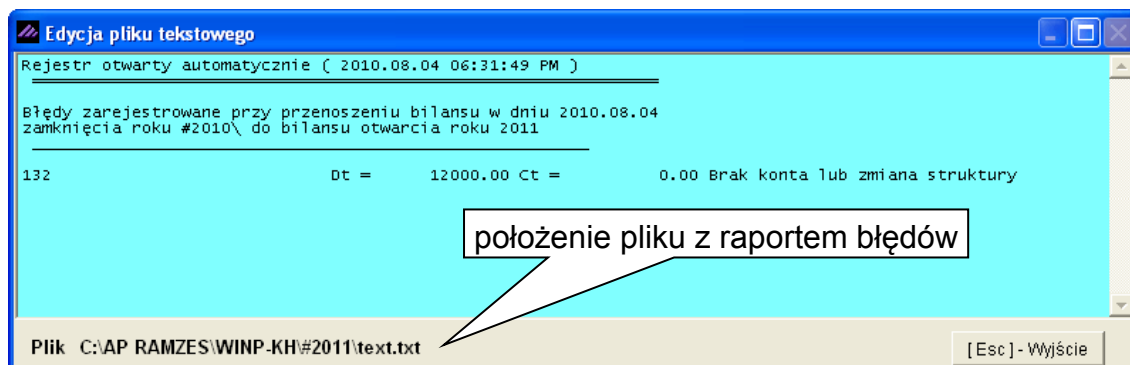 Edycja pliku tekstowego
Rejestr otwarty automatycznie ( 2010.08.04 06:31:49 PM )
Błędy zarejestrowane przy przenoszeniu bilansu w dniu 2010.08.04
zamknięcia roku #2010\ do bilansu otwarcia roku 2011
132 Dt = 12000.00 Ct = 0.00 Brak konta lub zmiana struktury
położenie pliku z raportem błędów
Plik C:\AP RAMZES\WINP-KH\#2011\text.txt
[ Esc ] - Wyjście